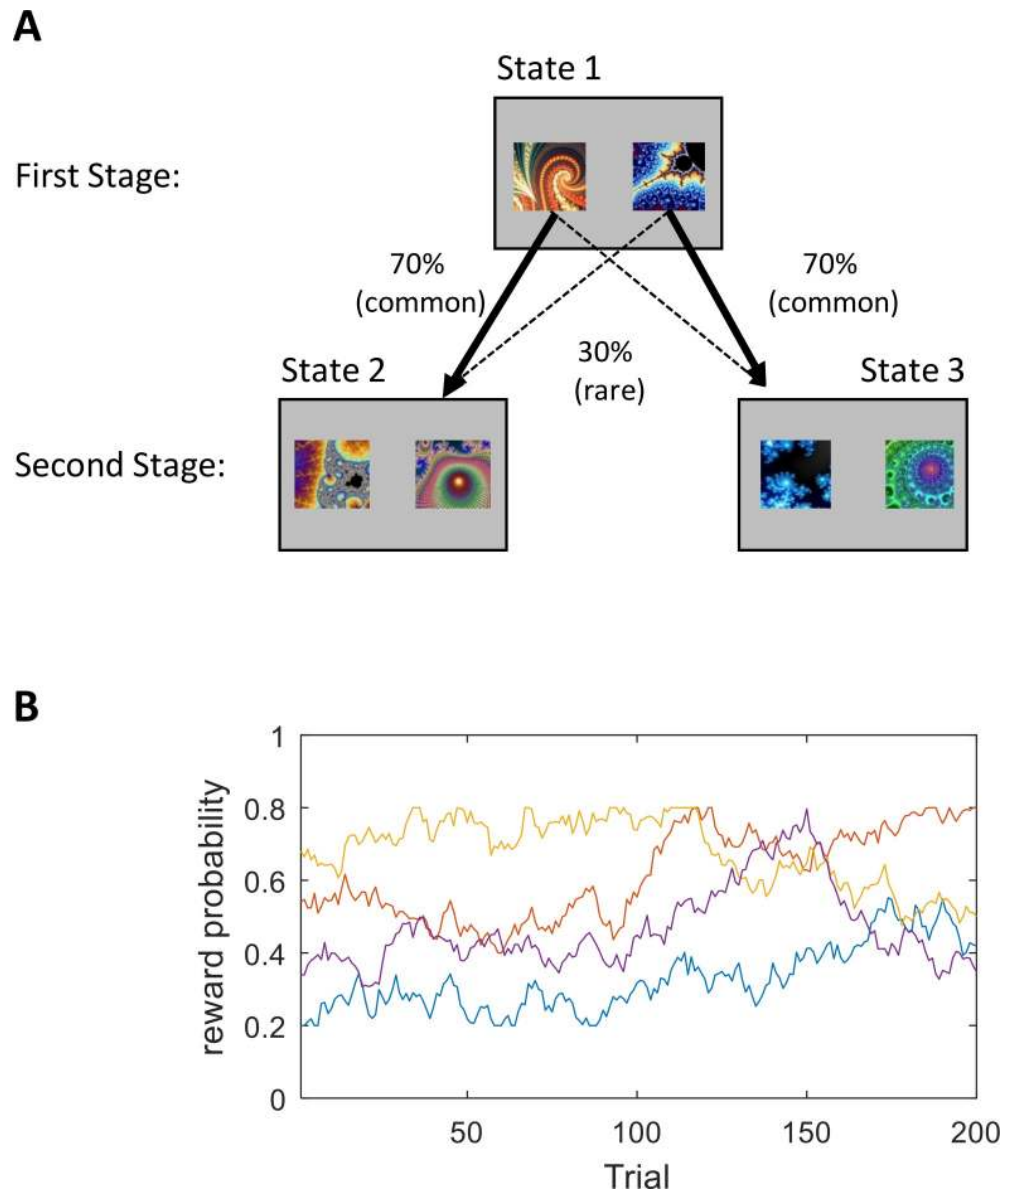 A
State 1
First Stage:
70%
(common)
70%
(common)
30%
(rare)
State 2
State 3
Second Stage:
B
reward probability
1
0.8
0.6
0.4
0.2
0
50
100
150
200
Trial